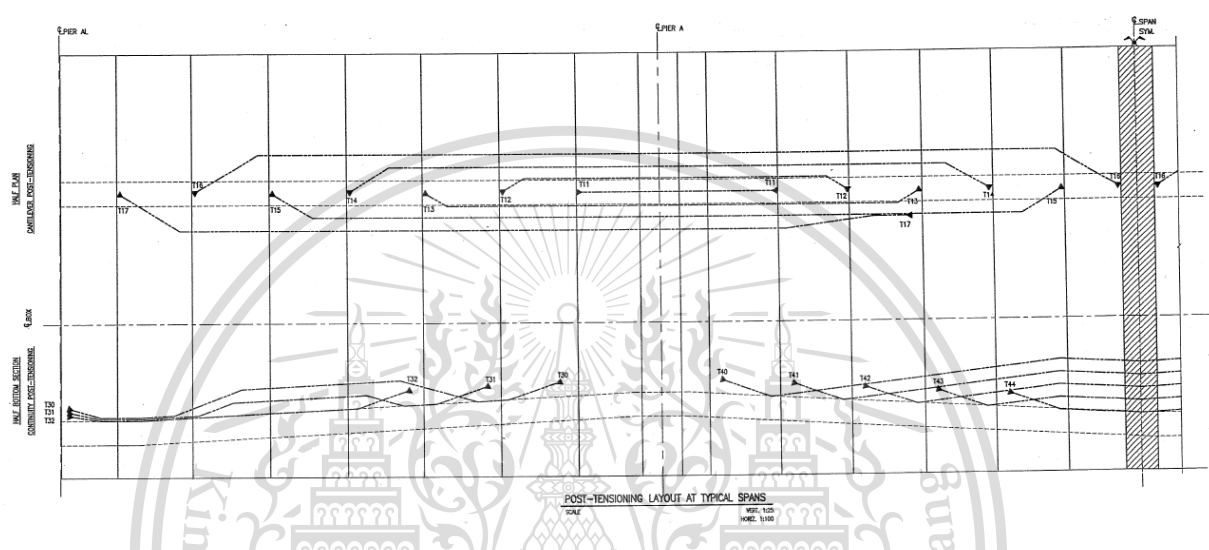 ℄PIER AL
℄PIER A
℄SPAN
SYM.
HALF PLAN
CANTILEVER POST-TENSIONING
T17
T16
T15
T14
T13
T12
T11
T11
T12
T13
T14
T15
T17
T16
℄BOX
HALF BOTTOM SECTION
CONTINUITY POST-TENSIONING
T30
T31
T32
T32
T31
T30
T40
T41
T42
T43
T44
POST-TENSIONING LAYOUT AT TYPICAL SPANS
SCALE
VERT. 1:25
HORIZ. 1:100
Kin
gun